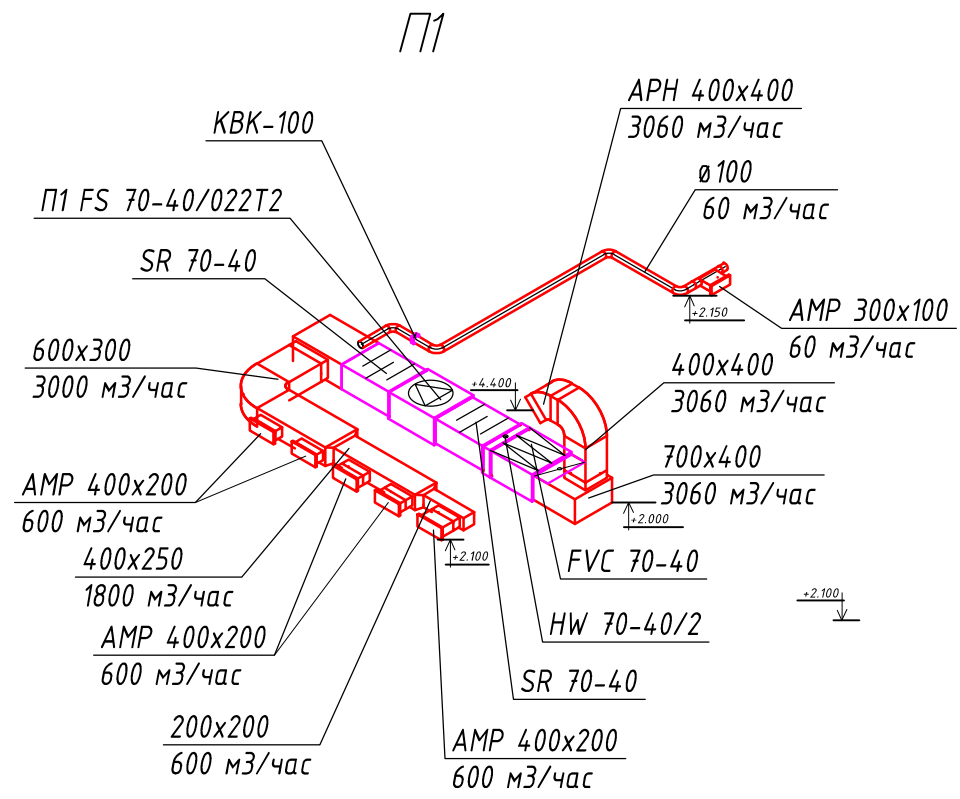 П1
АРН 400x400
3060 м3/час
КВК-100
ø100
60 м3/час
П1 FS 70-40/022Т2
SR 70-40
+2.150
АМР 300x100
60 м3/час
600x300
3000 м3/час
+4.400
400x400
3060 м3/час
700x400
3060 м3/час
АМР 400x200
600 м3/час
+2.000
+2.100
400x250
1800 м3/час
FVC 70-40
+2.100
АМР 400x200
600 м3/час
HW 70-40/2
SR 70-40
200x200
600 м3/час
АМР 400x200
600 м3/час